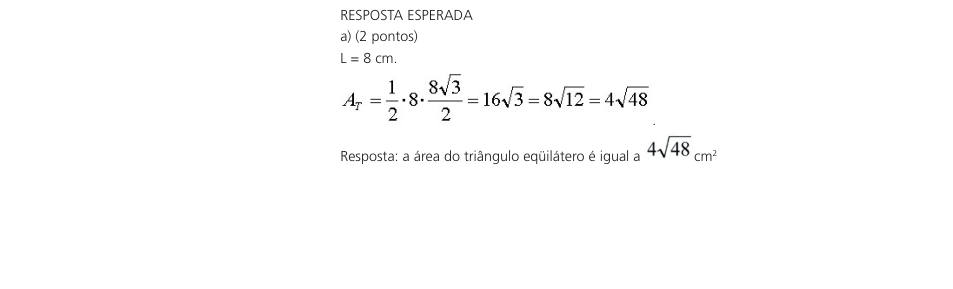 RESPOSTA ESPERADA
a) (2 pontos)
L = 8 cm.
A_T = 1/2 · 8 · 8√3/2 = 16√3 = 8√12 = 4√48
.
Resposta: a área do triângulo eqüilátero é igual a 4√48 cm²